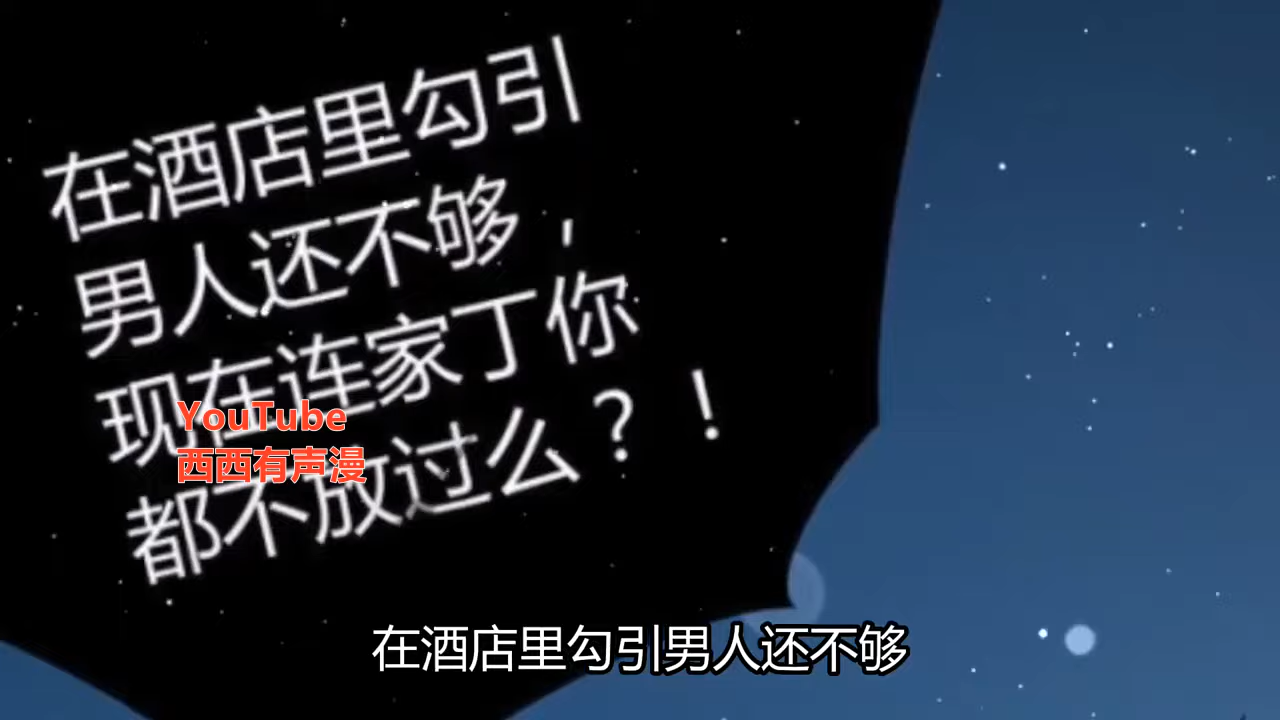 在酒店里勾引
男人还不够，
现在连家丁你
都不放过么？！
YouTube
西西有声漫
在酒店里勾引男人还不够